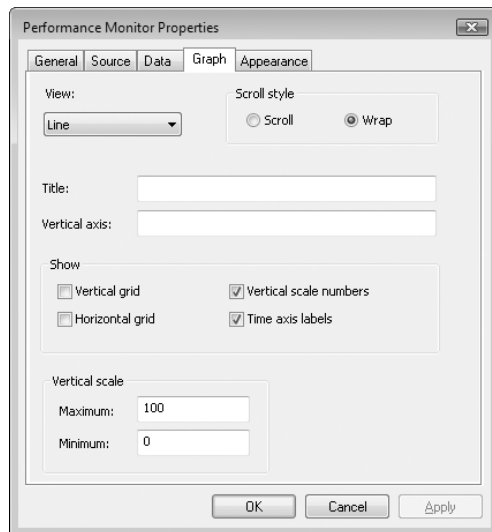 Performance Monitor Properties
General Source Data Graph Appearance
View:
Line
Scroll style
Scroll Wrap
Title:
Vertical axis:
Show
Vertical grid Vertical scale numbers
Horizontal grid Time axis labels
Vertical scale
Maximum: 100
Minimum: 0
OK Cancel Apply